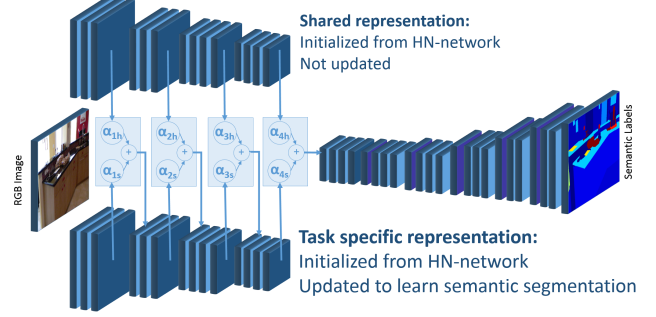 Shared representation:
Initialized from HN-network
Not updated
RGB Image
α1h
+
α1s
α2h
+
α2s
α3h
+
α3s
α4h
+
α4s
Semantic Labels
Task specific representation:
Initialized from HN-network
Updated to learn semantic segmentation